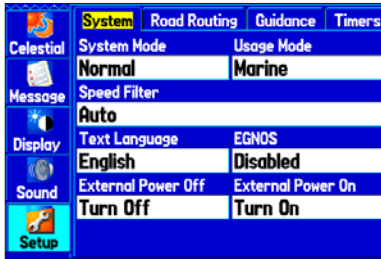 System Road Routing Guidance Timers
Celestial
System Mode Usage Mode
Normal Marine
Message
Speed Filter
Auto
Display
Text Language EGNOS
English Disabled
Sound
External Power Off External Power On
Turn Off Turn On
Setup